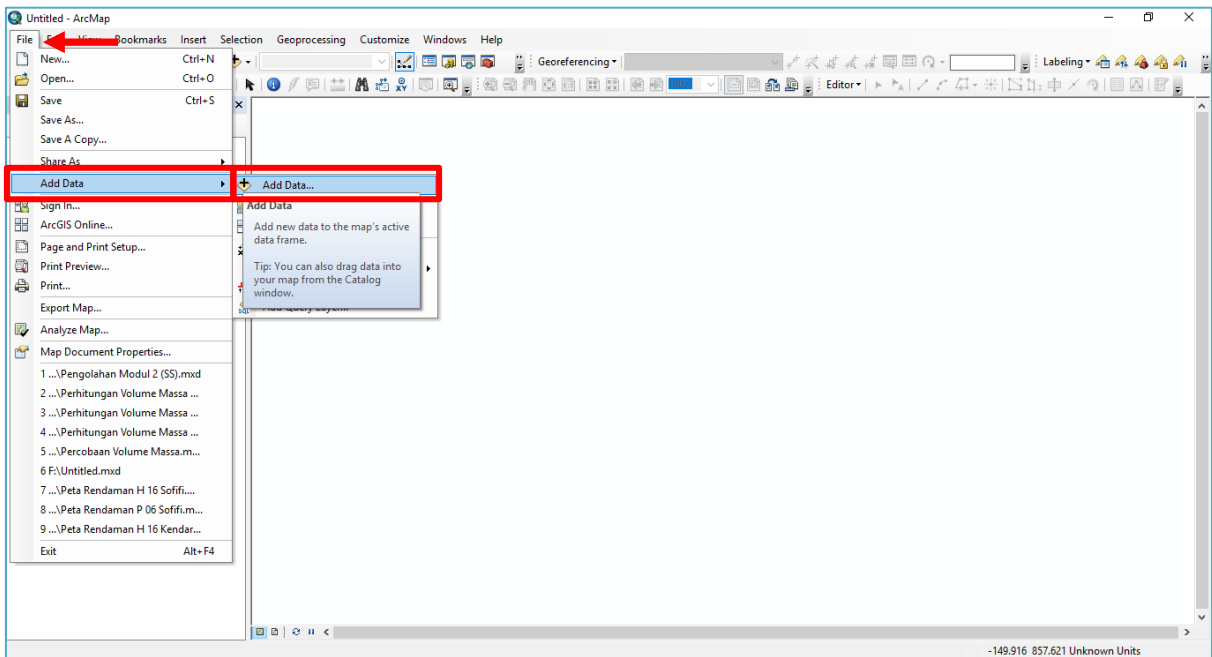 Untitled - ArcMap
File Bookmarks Insert Selection Geoprocessing Customize Windows Help
New... Ctrl+N
Georeferencing
Labeling
Open... Ctrl+O
Editor
Save Ctrl+S
Save As...
Save A Copy...
Share As
Add Data
Add Data...
Sign In...
Add Data
ArcGIS Online...
Add new data to the map's active
data frame.
Page and Print Setup...
Print Preview...
Tip: You can also drag data into
your map from the Catalog
window.
Print...
Export Map...
Add Query Layer...
Analyze Map...
Map Document Properties...
1 ...\Pengolahan Modul 2 (SS).mxd
2 ...\Perhitungan Volume Massa ...
3 ...\Perhitungan Volume Massa ...
4 ...\Perhitungan Volume Massa ...
5 ...\Percobaan Volume Massa.m...
6 F:\Untitled.mxd
7 ...\Peta Rendaman H 16 Sofifi....
8 ...\Peta Rendaman P 06 Sofifi.m...
9 ...\Peta Rendaman H 16 Kendar...
Exit Alt+F4
-149.916 857.621 Unknown Units